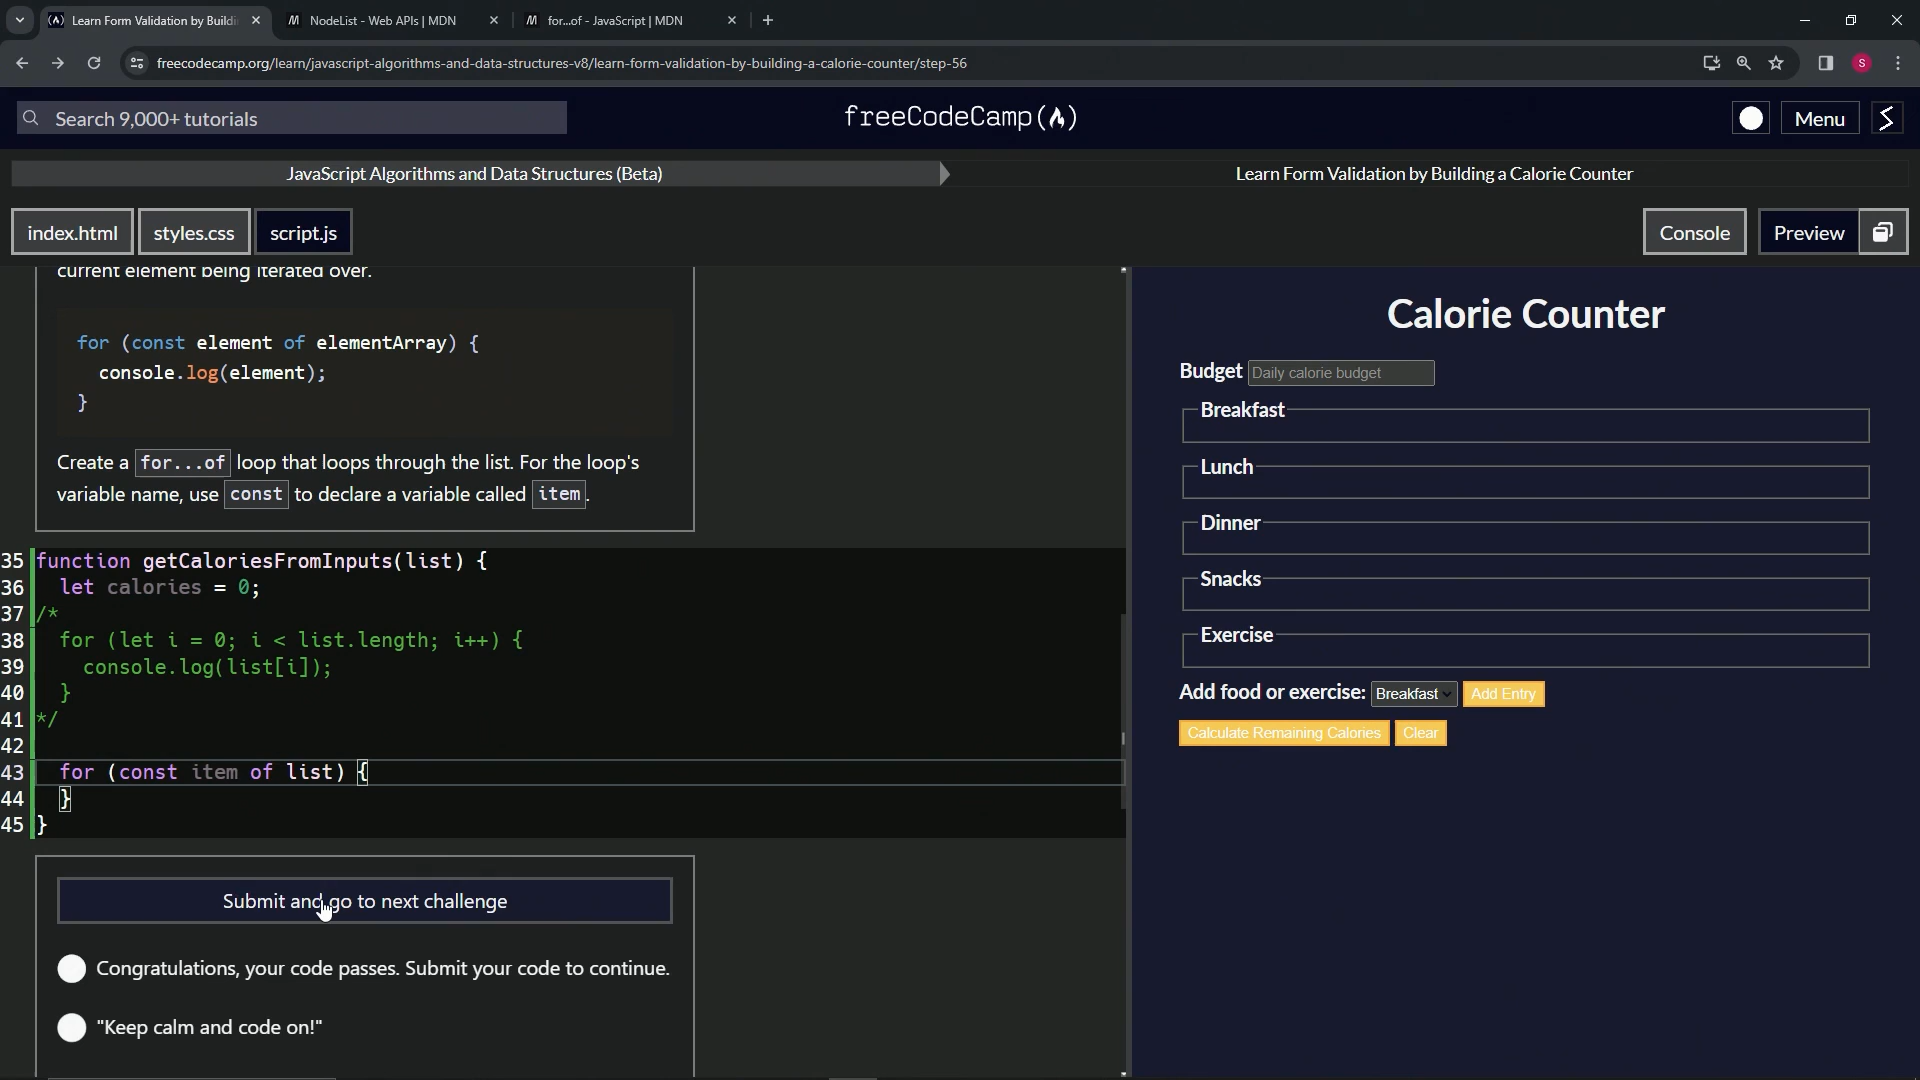 Learn Form Validation by Buildi
NodeList - Web APIs | MDN
for...of - JavaScript | MDN
freecodecamp.org/learn/javascript-algorithms-and-data-structures-v8/learn-form-validation-by-building-a-calorie-counter/step-56
S
Search 9,000+ tutorials
freeCodeCamp
Menu
JavaScript Algorithms and Data Structures (Beta)
Learn Form Validation by Building a Calorie Counter
index.html
styles.css
script.js
Console
Preview
current element being iterated over.
for (const element of elementArray) {
console.log(element);
}
Create a for...of loop that loops through the list. For the loop's
variable name, use const to declare a variable called item.
35 function getCaloriesFromInputs(list) {
36 let calories = 0;
37 /*
38 for (let i = 0; i < list.length; i++) {
39 console.log(list[i]);
40 }
41 */
42
43 for (const item of list) {
44 }
45 }
Submit and go to next challenge
Congratulations, your code passes. Submit your code to continue.
"Keep calm and code on!"
Calorie Counter
Budget Daily calorie budget
Breakfast
Lunch
Dinner
Snacks
Exercise
Add food or exercise: Breakfast Add Entry
Calculate Remaining Calories Clear